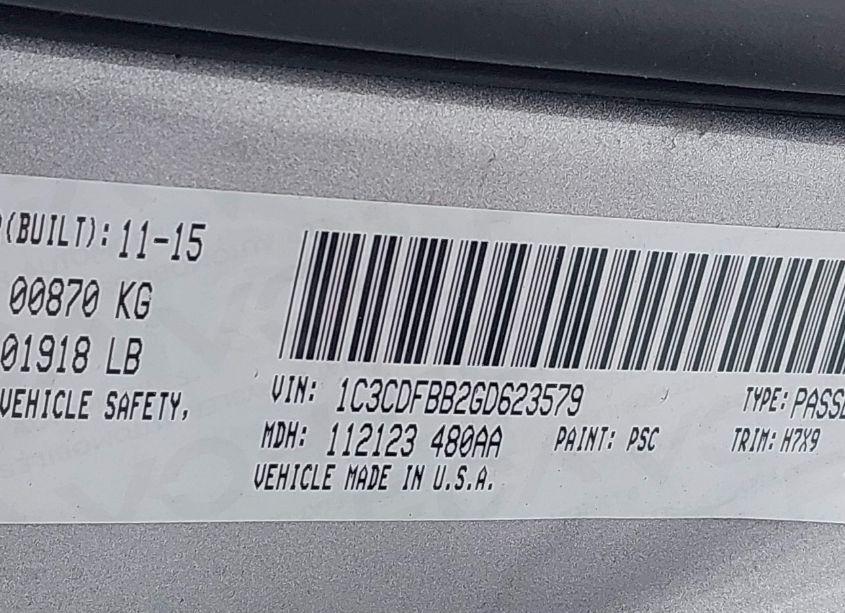 (BUILT): 11-15
00870 KG
01918 LB
VEHICLE SAFETY,
VIN: 1C3CDFBB2GD623579
TYPE: PASSE
MDH: 112123 480AA
PAINT: PSC
TRIM: H7X9
VEHICLE MADE IN U.S.A.